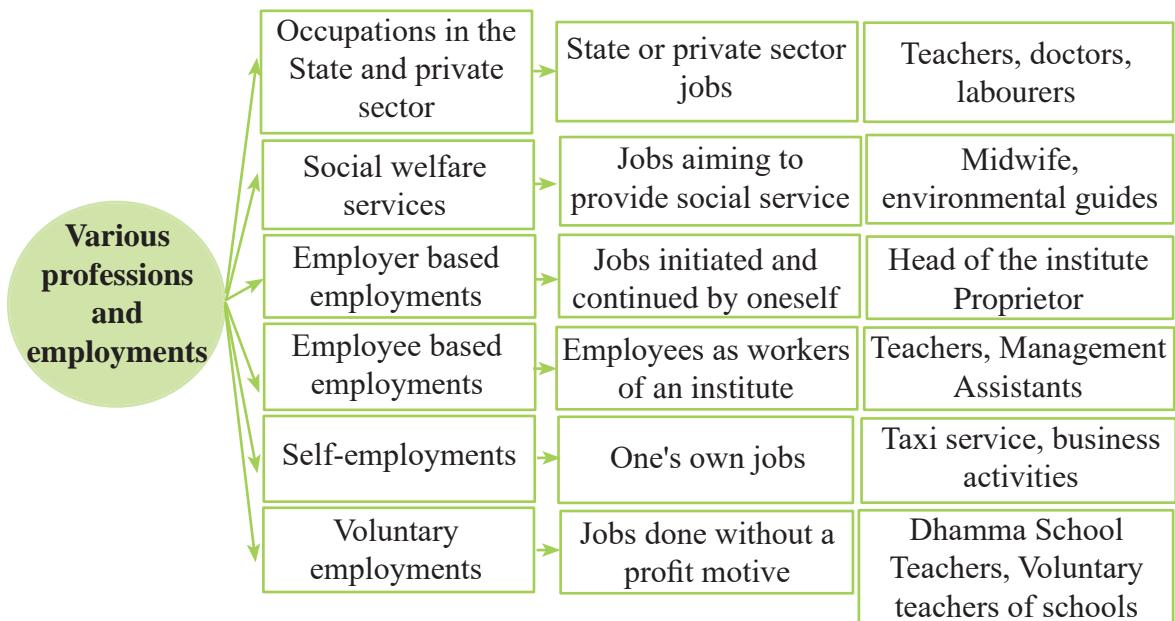 Various
professions
and
employments
Occupations in the
State and private
sector
State or private sector
jobs
Teachers, doctors,
labourers
Social welfare
services
Jobs aiming to
provide social service
Midwife,
environmental guides
Employer based
employments
Jobs initiated and
continued by oneself
Head of the institute
Proprietor
Employee based
employments
Employees as workers
of an institute
Teachers, Management
Assistants
Self-employments
One's own jobs
Taxi service, business
activities
Voluntary
employments
Jobs done without a
profit motive
Dhamma School
Teachers, Voluntary
teachers of schools